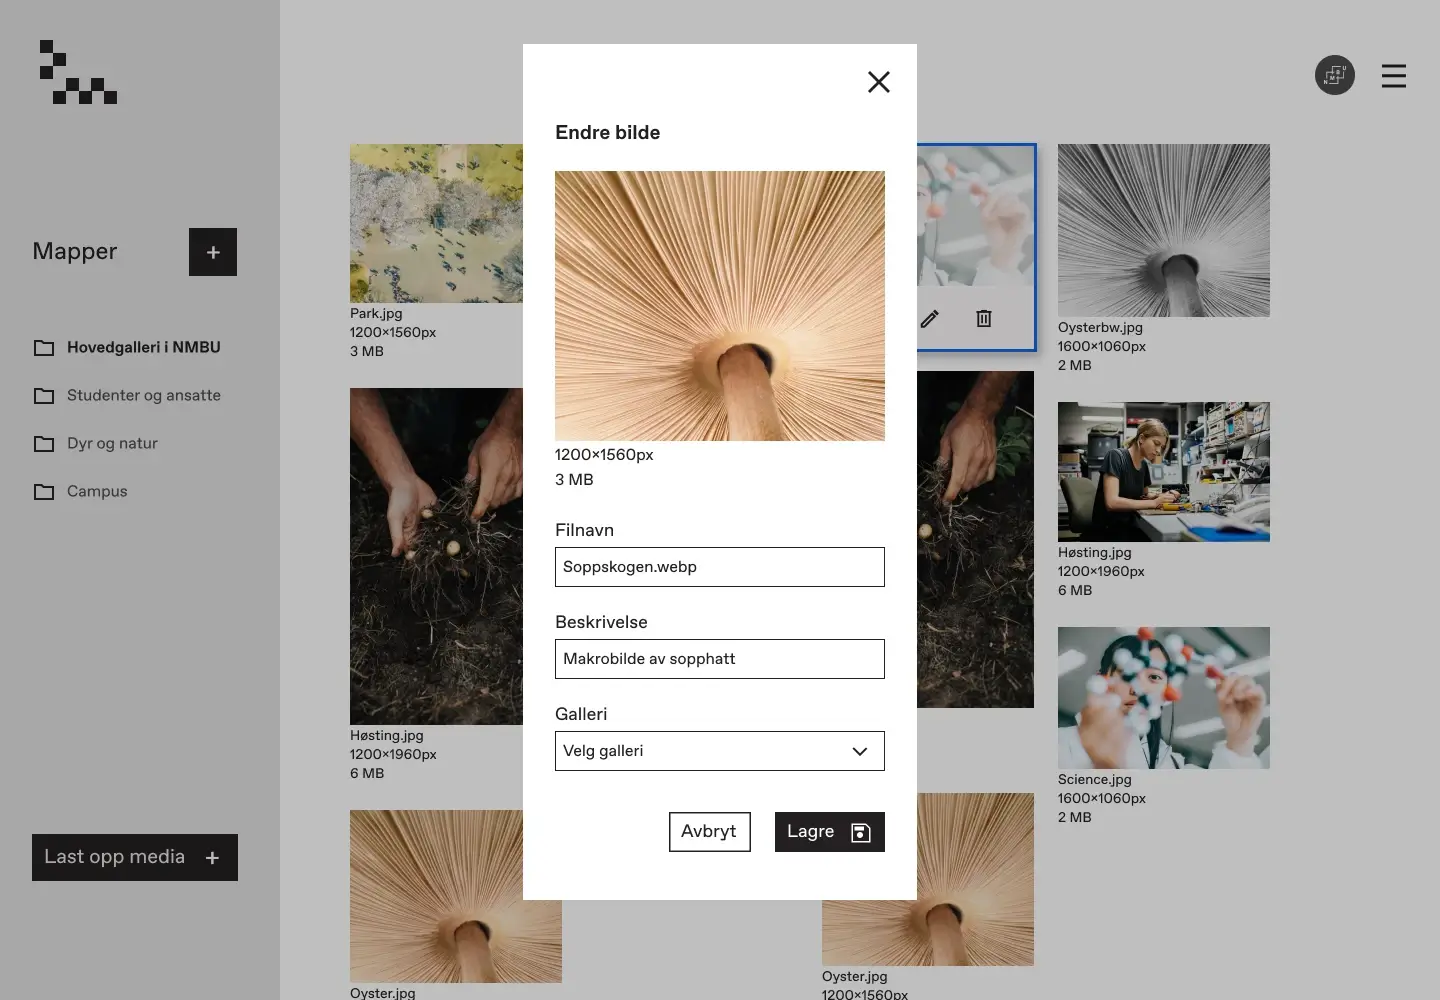 Mapper
+
Hovedgalleri i NMBU
Studenter og ansatte
Dyr og natur
Campus
Last opp media +
Park.jpg
1200×1560px
3 MB
Høsting.jpg
1200×1960px
6 MB
Oyster.jpg
Endre bilde
1200×1560px
3 MB
Filnavn
Soppskogen.webp
Beskrivelse
Makrobilde av sopphatt
Galleri
Velg galleri
Avbryt
Lagre
Oyster.jpg
1200×1560px
NMBU
Oysterbw.jpg
1600×1060px
2 MB
Høsting.jpg
1200×1960px
6 MB
Science.jpg
1600×1060px
2 MB